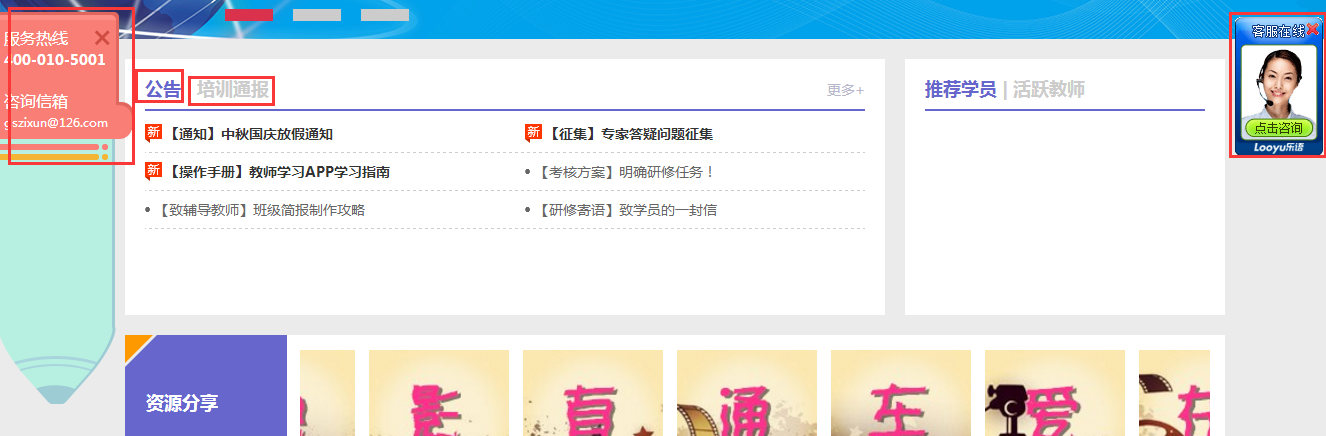 服务热线
400-010-5001
咨询信箱
gszixun@126.com
公告 培训通报 更多+
新 【通知】中秋国庆放假通知
新 【征集】专家答疑问题征集
新 【操作手册】教师学习APP学习指南
• 【考核方案】明确研修任务！
• 【致辅导教师】班级简报制作攻略
• 【研修寄语】致学员的一封信
推荐学员 | 活跃教师
客服在线
点击咨询
Looyu乐语
资源分享
影 直 通 车 爱